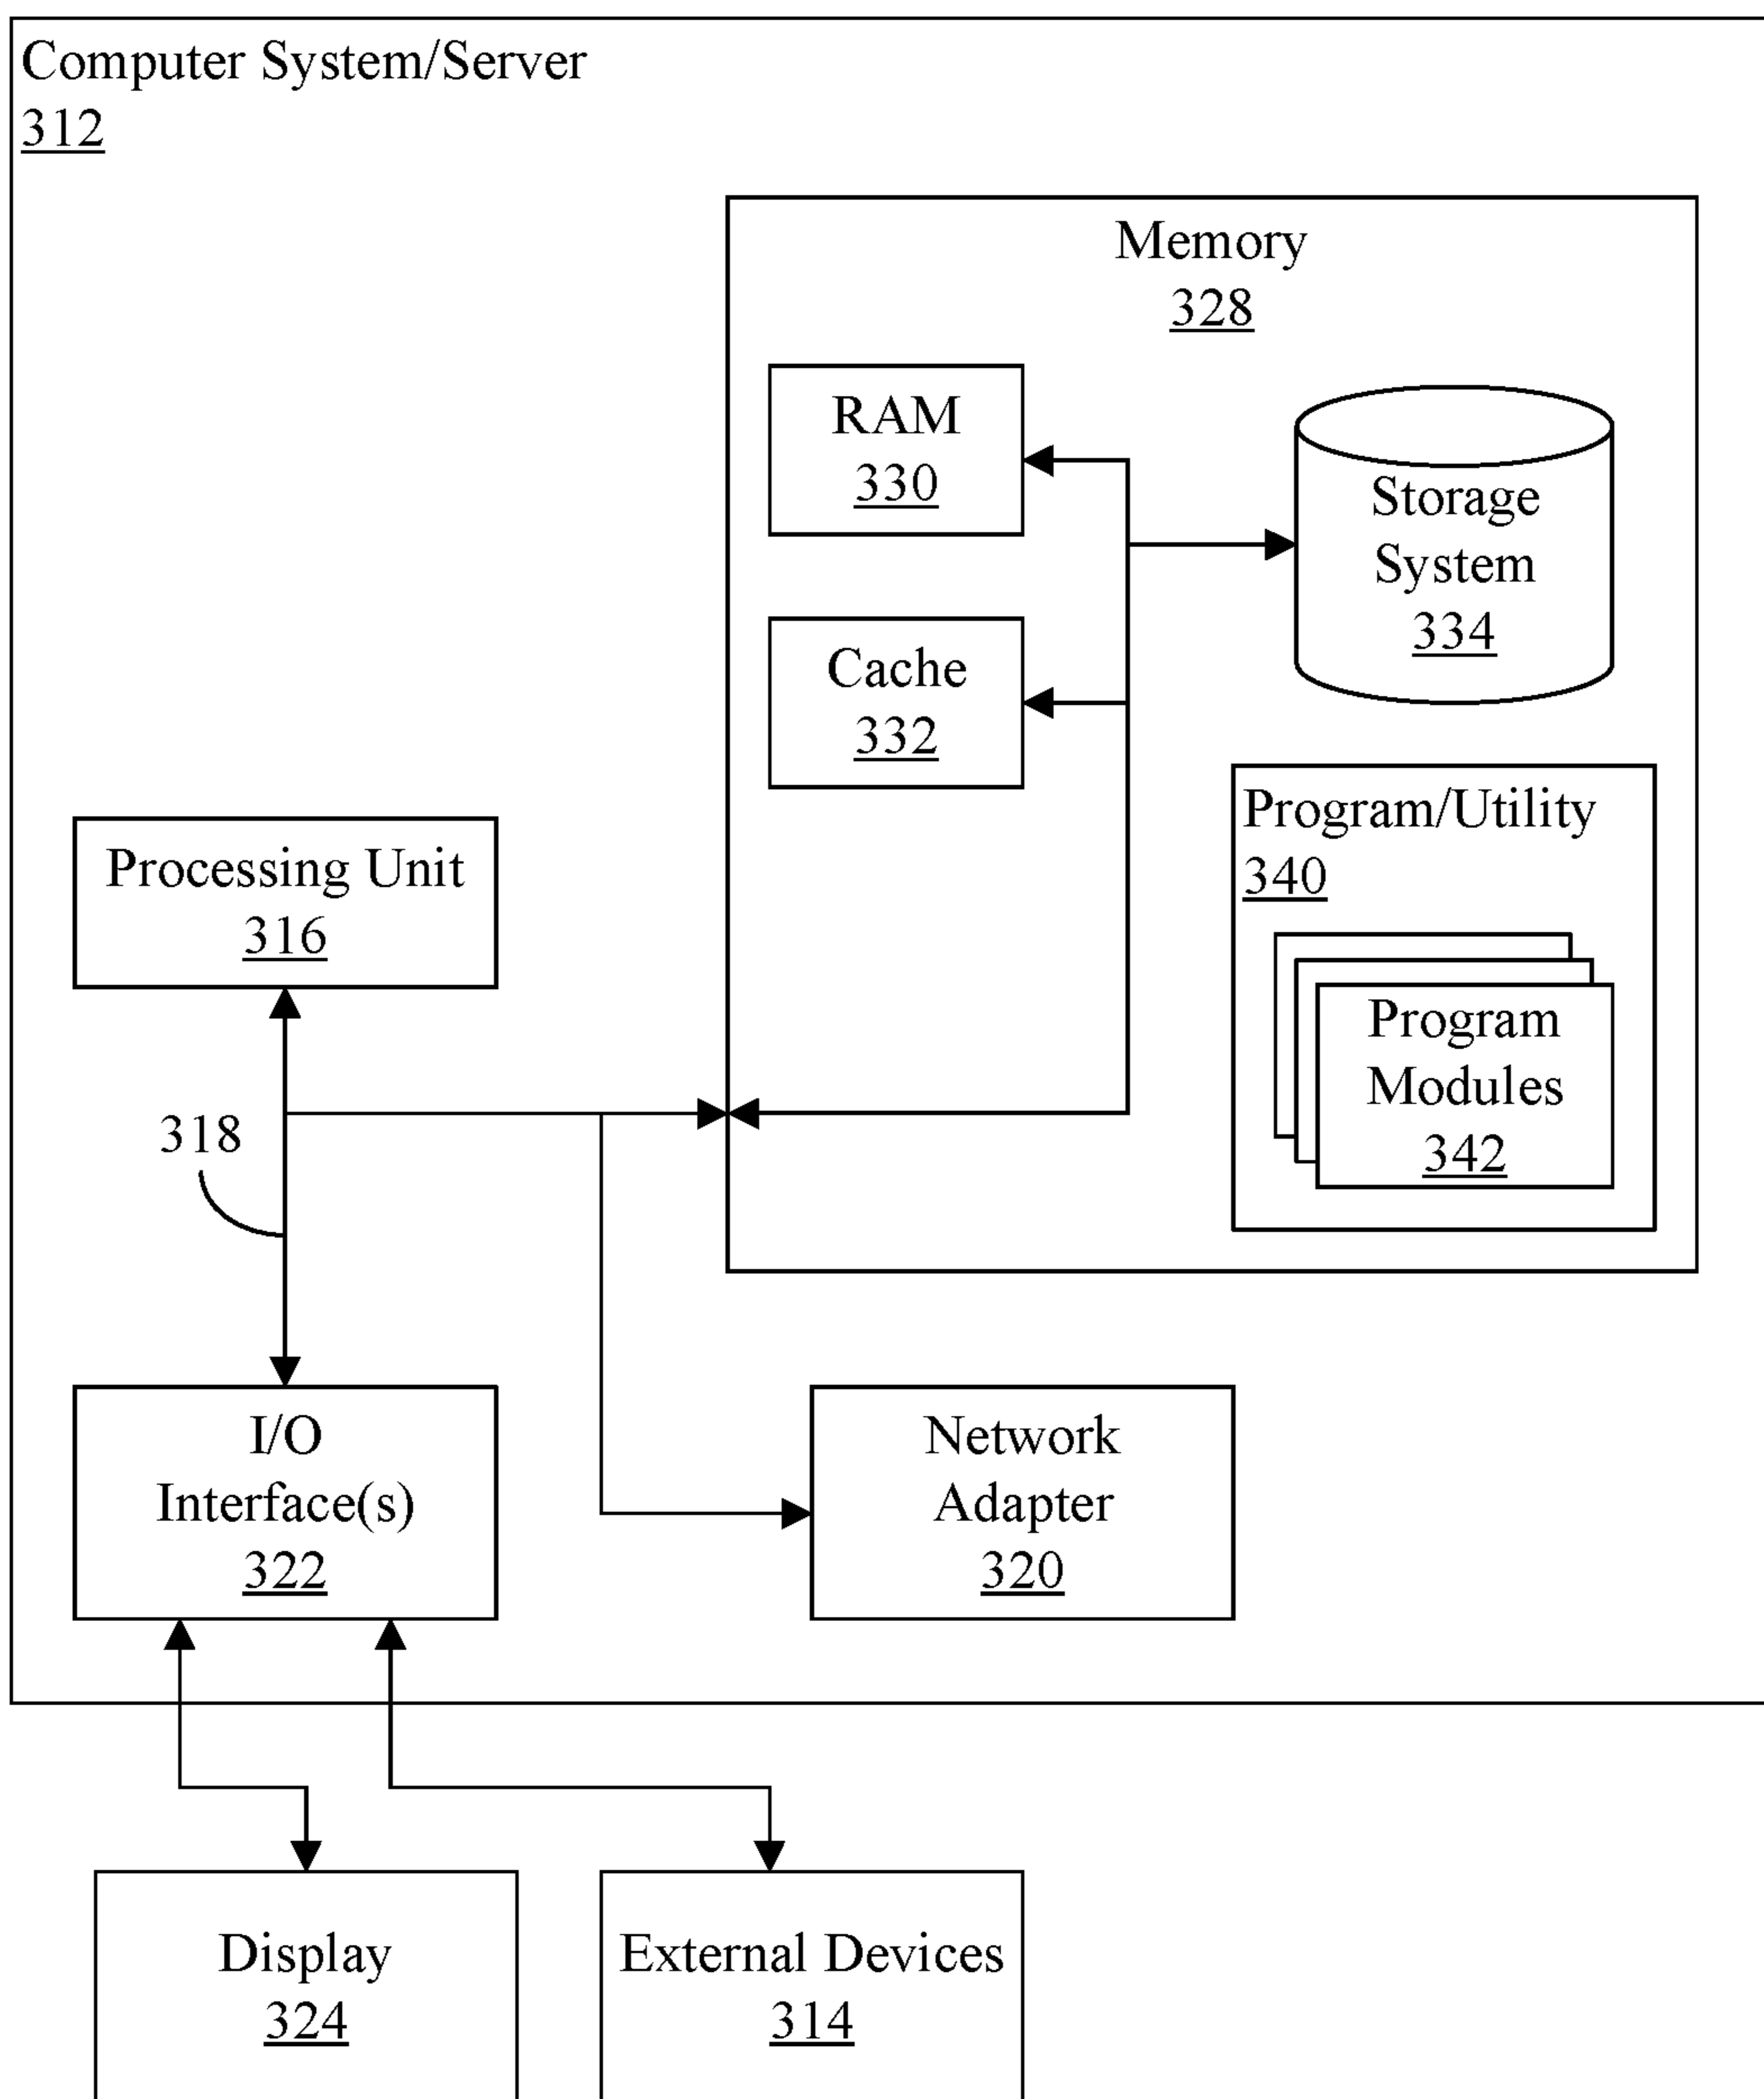 Computer System/Server
312
Memory
328
RAM
330
Storage
System
334
Cache
332
Program/Utility
340
Program
Modules
342
Processing Unit
316
318
I/O
Interface(s)
322
Network
Adapter
320
Display
324
External Devices
314